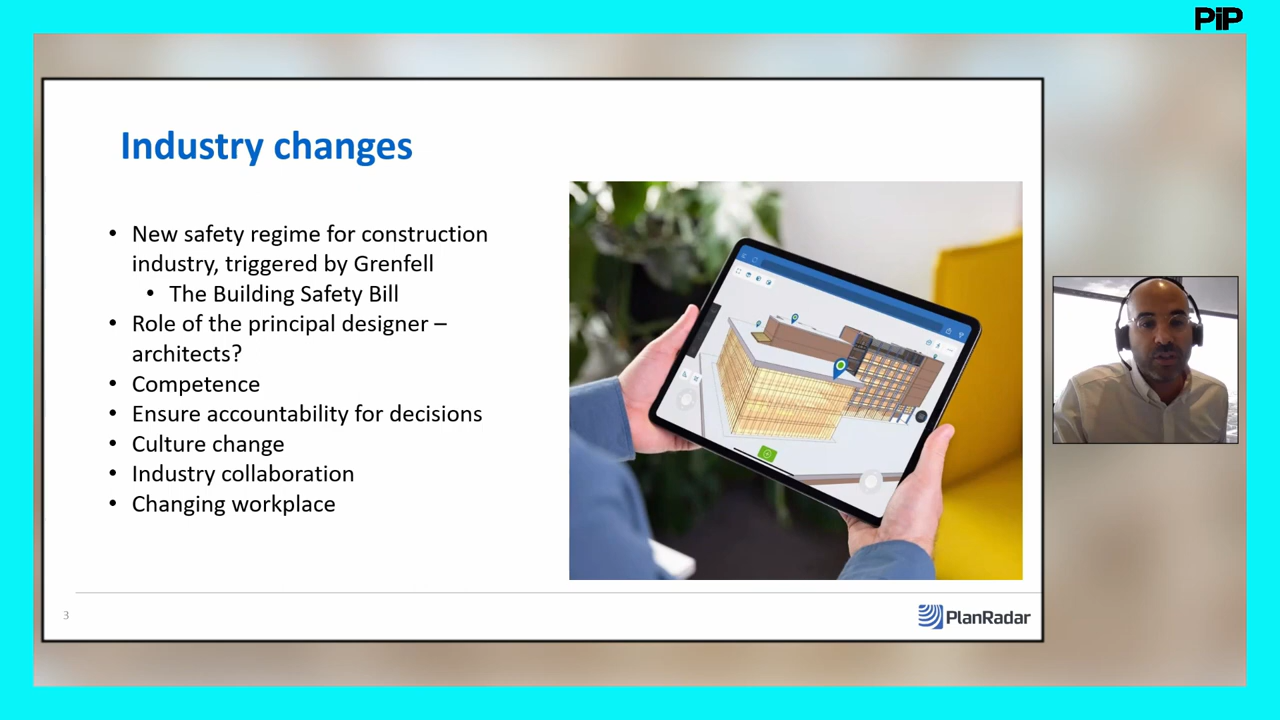 PiP
Industry changes
• New safety regime for construction
industry, triggered by Grenfell
• The Building Safety Bill
• Role of the principal designer –
architects?
• Competence
• Ensure accountability for decisions
• Culture change
• Industry collaboration
• Changing workplace
3
PlanRadar